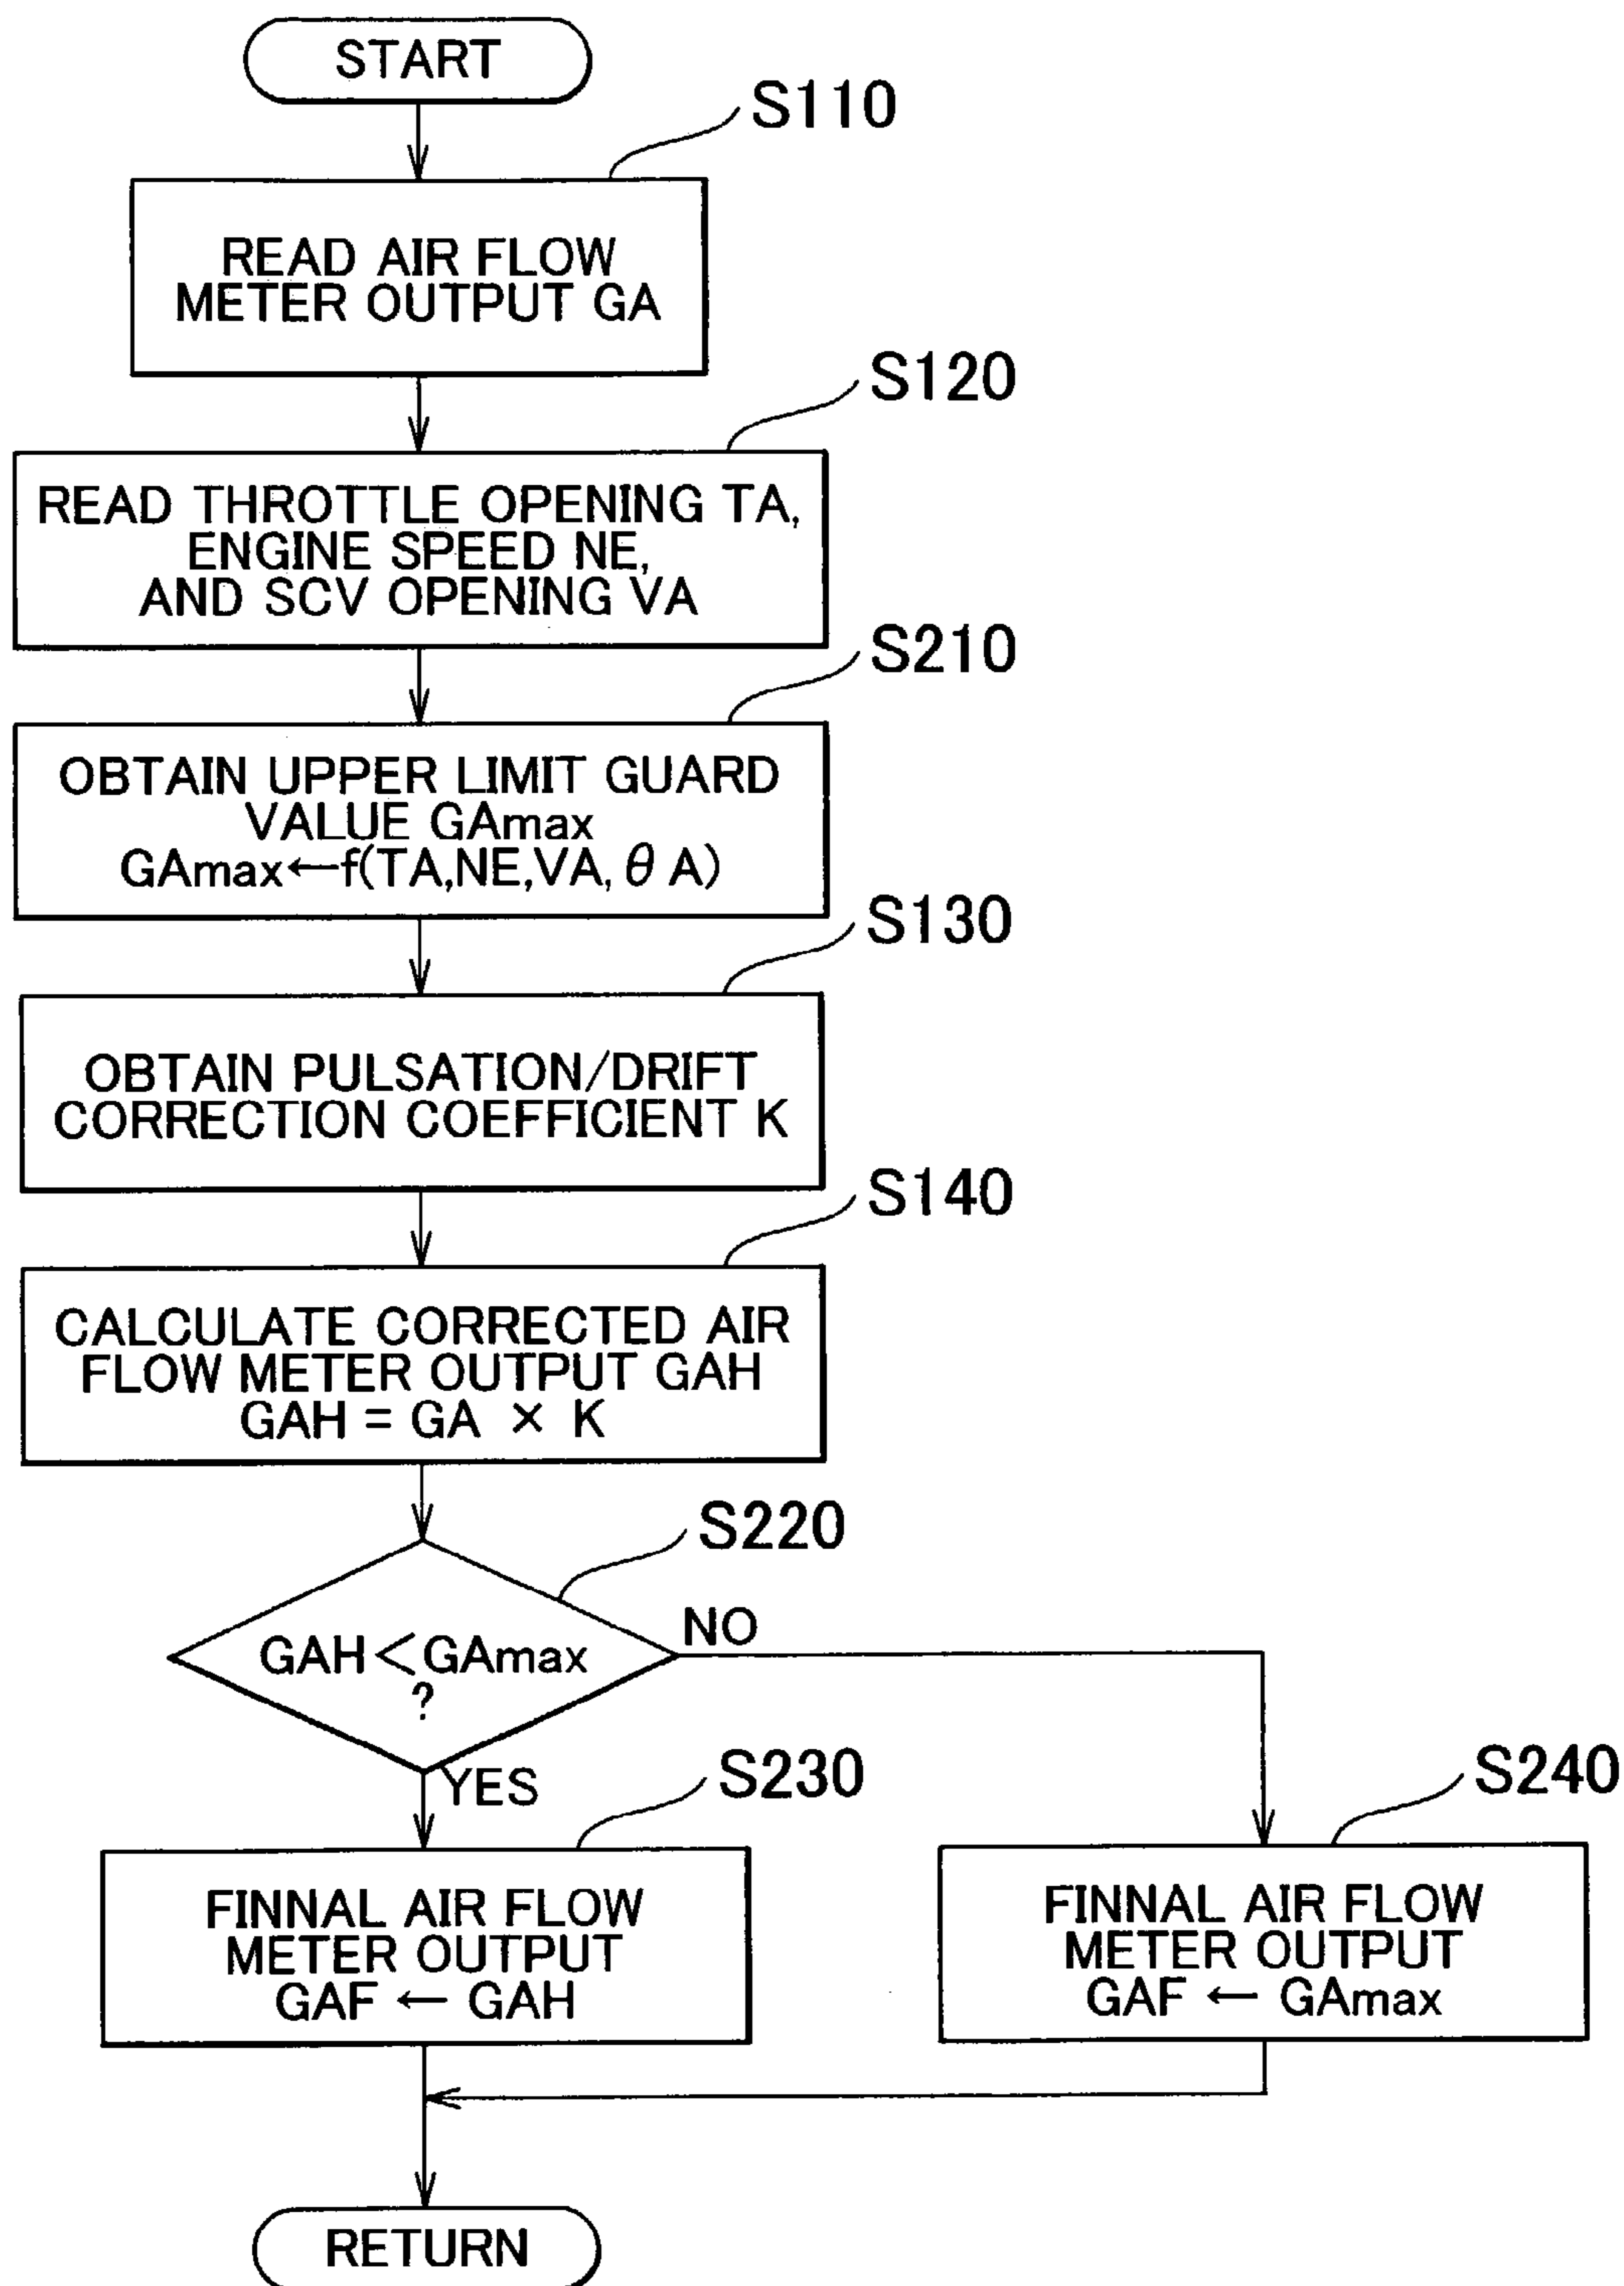 START
S110
READ AIR FLOW
METER OUTPUT GA
S120
READ THROTTLE OPENING TA,
ENGINE SPEED NE,
AND SCV OPENING VA
S210
OBTAIN UPPER LIMIT GUARD
VALUE GAmax
GAmax←f(TA,NE,VA, θ A)
S130
OBTAIN PULSATION/DRIFT
CORRECTION COEFFICIENT K
S140
CALCULATE CORRECTED AIR
FLOW METER OUTPUT GAH
GAH = GA × K
S220
GAH<GAmax
?
NO
YES
S230
FINNAL AIR FLOW
METER OUTPUT
GAF ← GAH
S240
FINNAL AIR FLOW
METER OUTPUT
GAF ← GAmax
RETURN